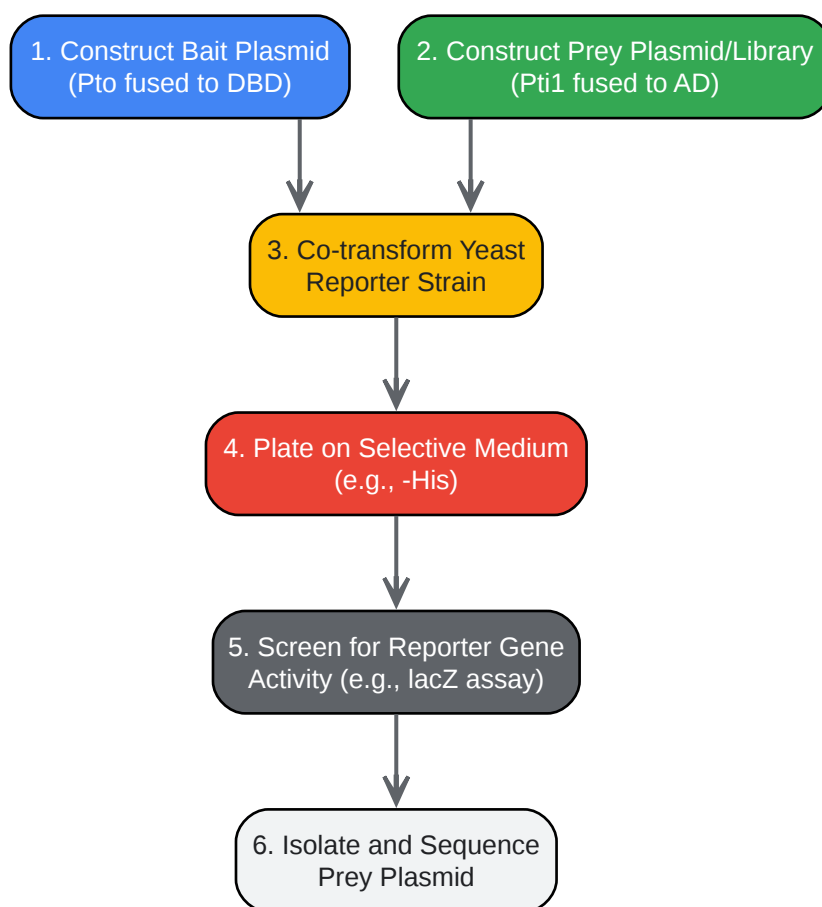 1. Construct Bait Plasmid
(Pto fused to DBD)
2. Construct Prey Plasmid/Library
(Pti1 fused to AD)
3. Co-transform Yeast
Reporter Strain
4. Plate on Selective Medium
(e.g., -His)
5. Screen for Reporter Gene
Activity (e.g., lacZ assay)
6. Isolate and Sequence
Prey Plasmid